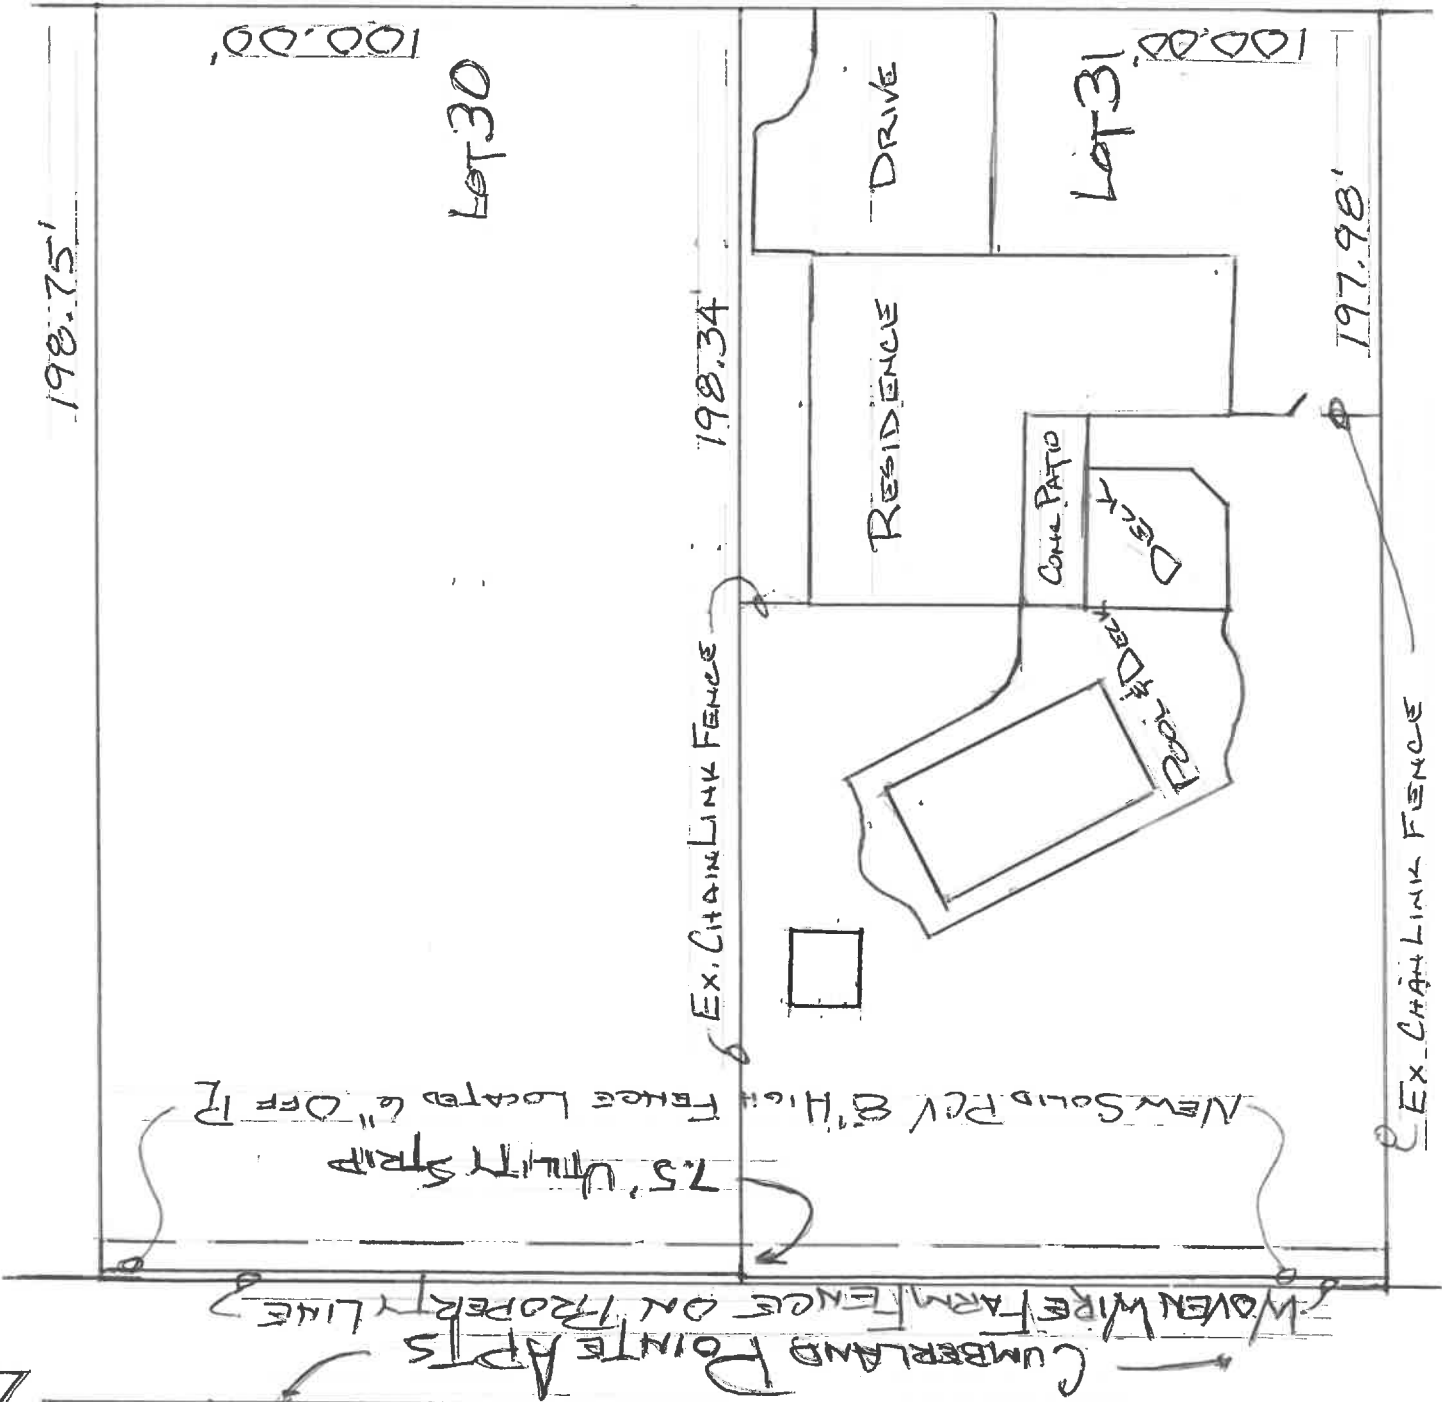 100.00'
100.00'
LOT 30
LOT 31
DRIVE
198.75'
198.34'
197.98'
RESIDENCE
CONC. PATIO
DECK
POOL & DECK
EX. CHAIN LINK FENCE
EX. CHAIN LINK FENCE
NEW SOLID PCV 8' HIGH FENCE LOCATED 6" OFF PL
7.5' UTILITY STRIP
WOVEN WIRE FARM FENCE ON PROPERTY LINE
CUMBERLAND POINTE APTS